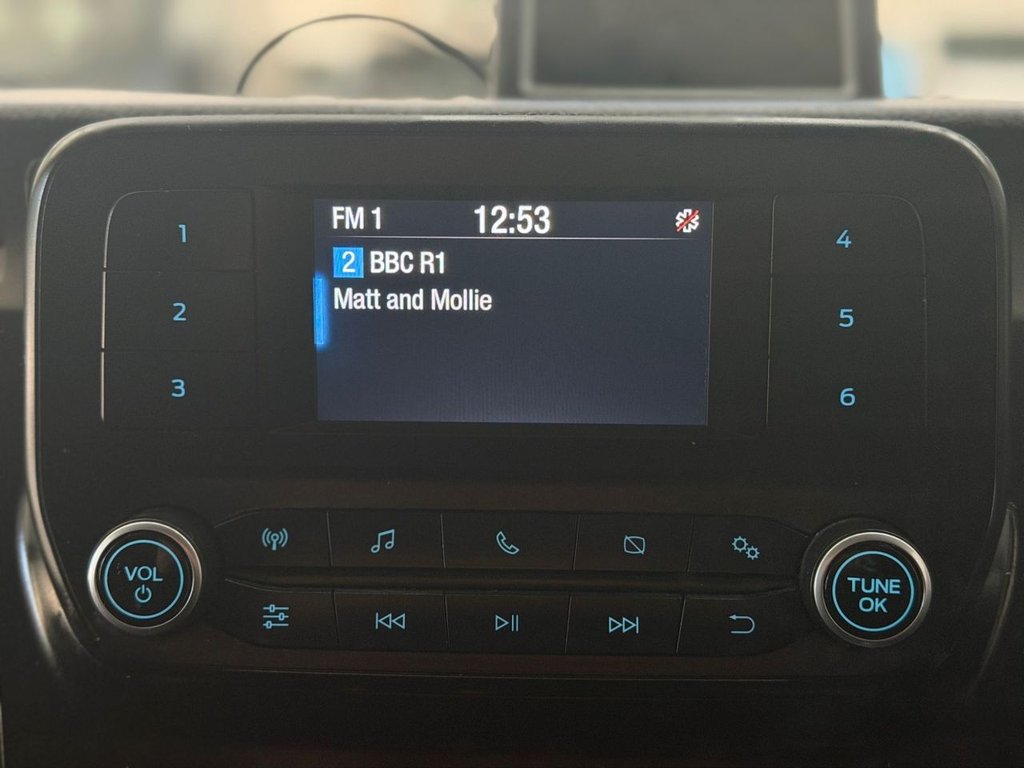 FM 1 12:53
2 BBC R1
Matt and Mollie
1
2
3
4
5
6
VOL
TUNE
OK